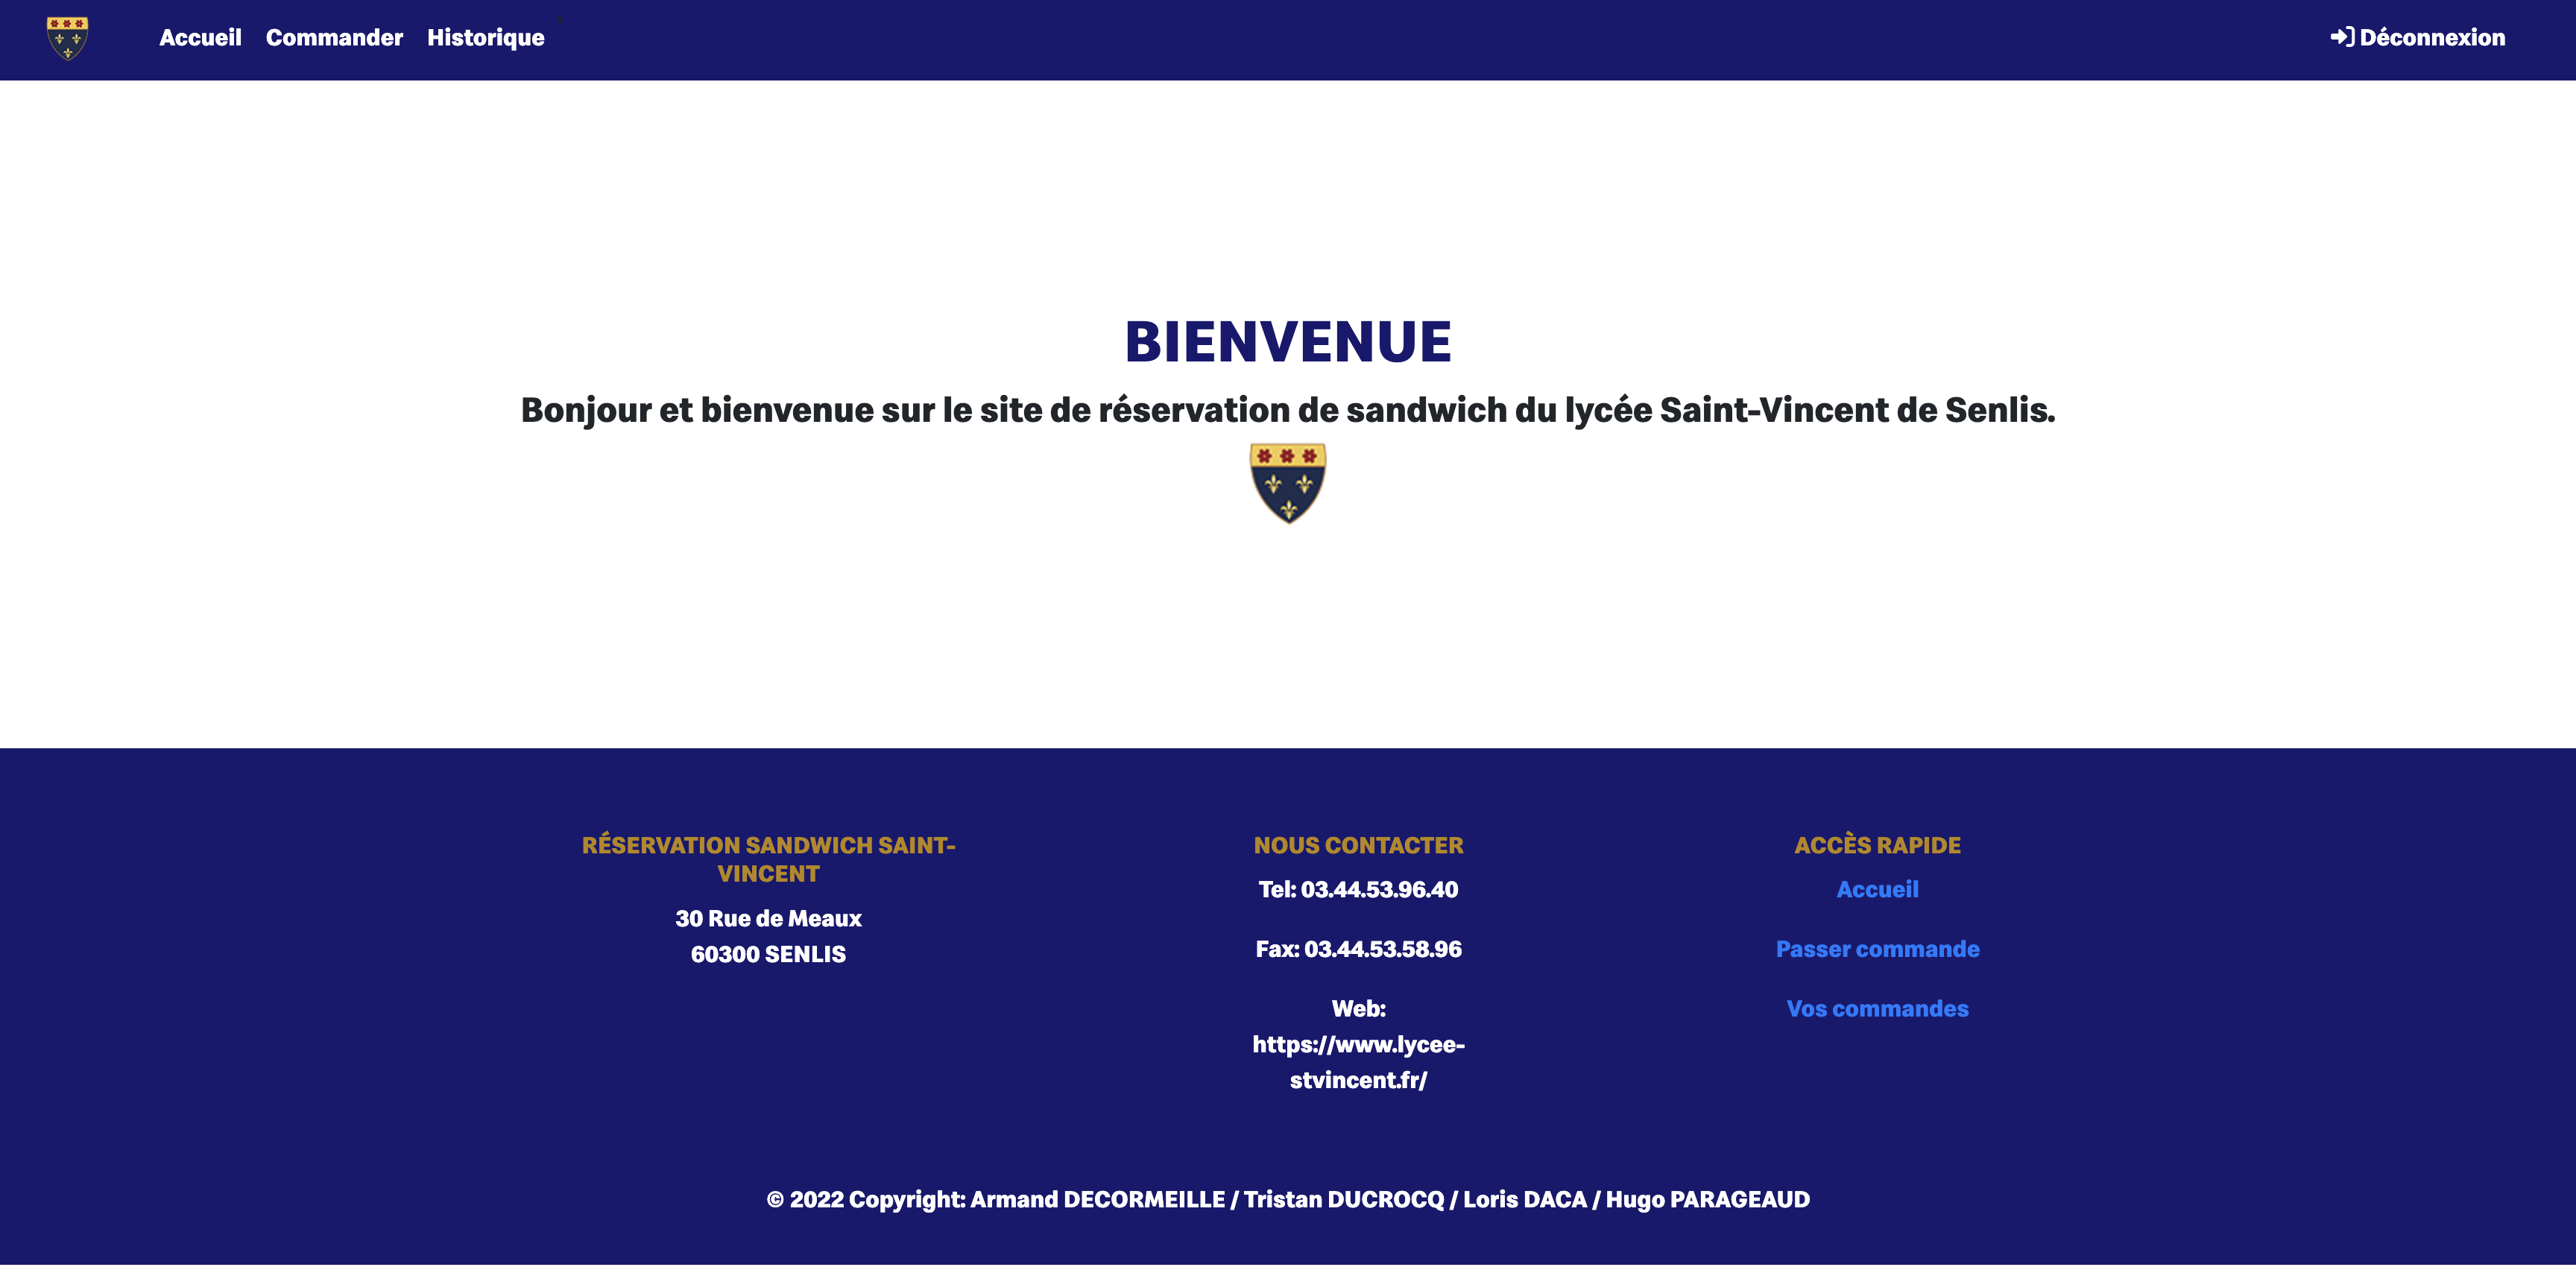 Accueil Commander Historique Déconnexion
BIENVENUE
Bonjour et bienvenue sur le site de réservation de sandwich du lycée Saint-Vincent de Senlis.
RÉSERVATION SANDWICH SAINT-
VINCENT
30 Rue de Meaux
60300 SENLIS
NOUS CONTACTER
Tel: 03.44.53.96.40
Fax: 03.44.53.58.96
Web:
https://www.lycee-
stvincent.fr/
ACCÈS RAPIDE
Accueil
Passer commande
Vos commandes
© 2022 Copyright: Armand DECORMEILLE / Tristan DUCROCQ / Loris DACA / Hugo PARAGEAUD